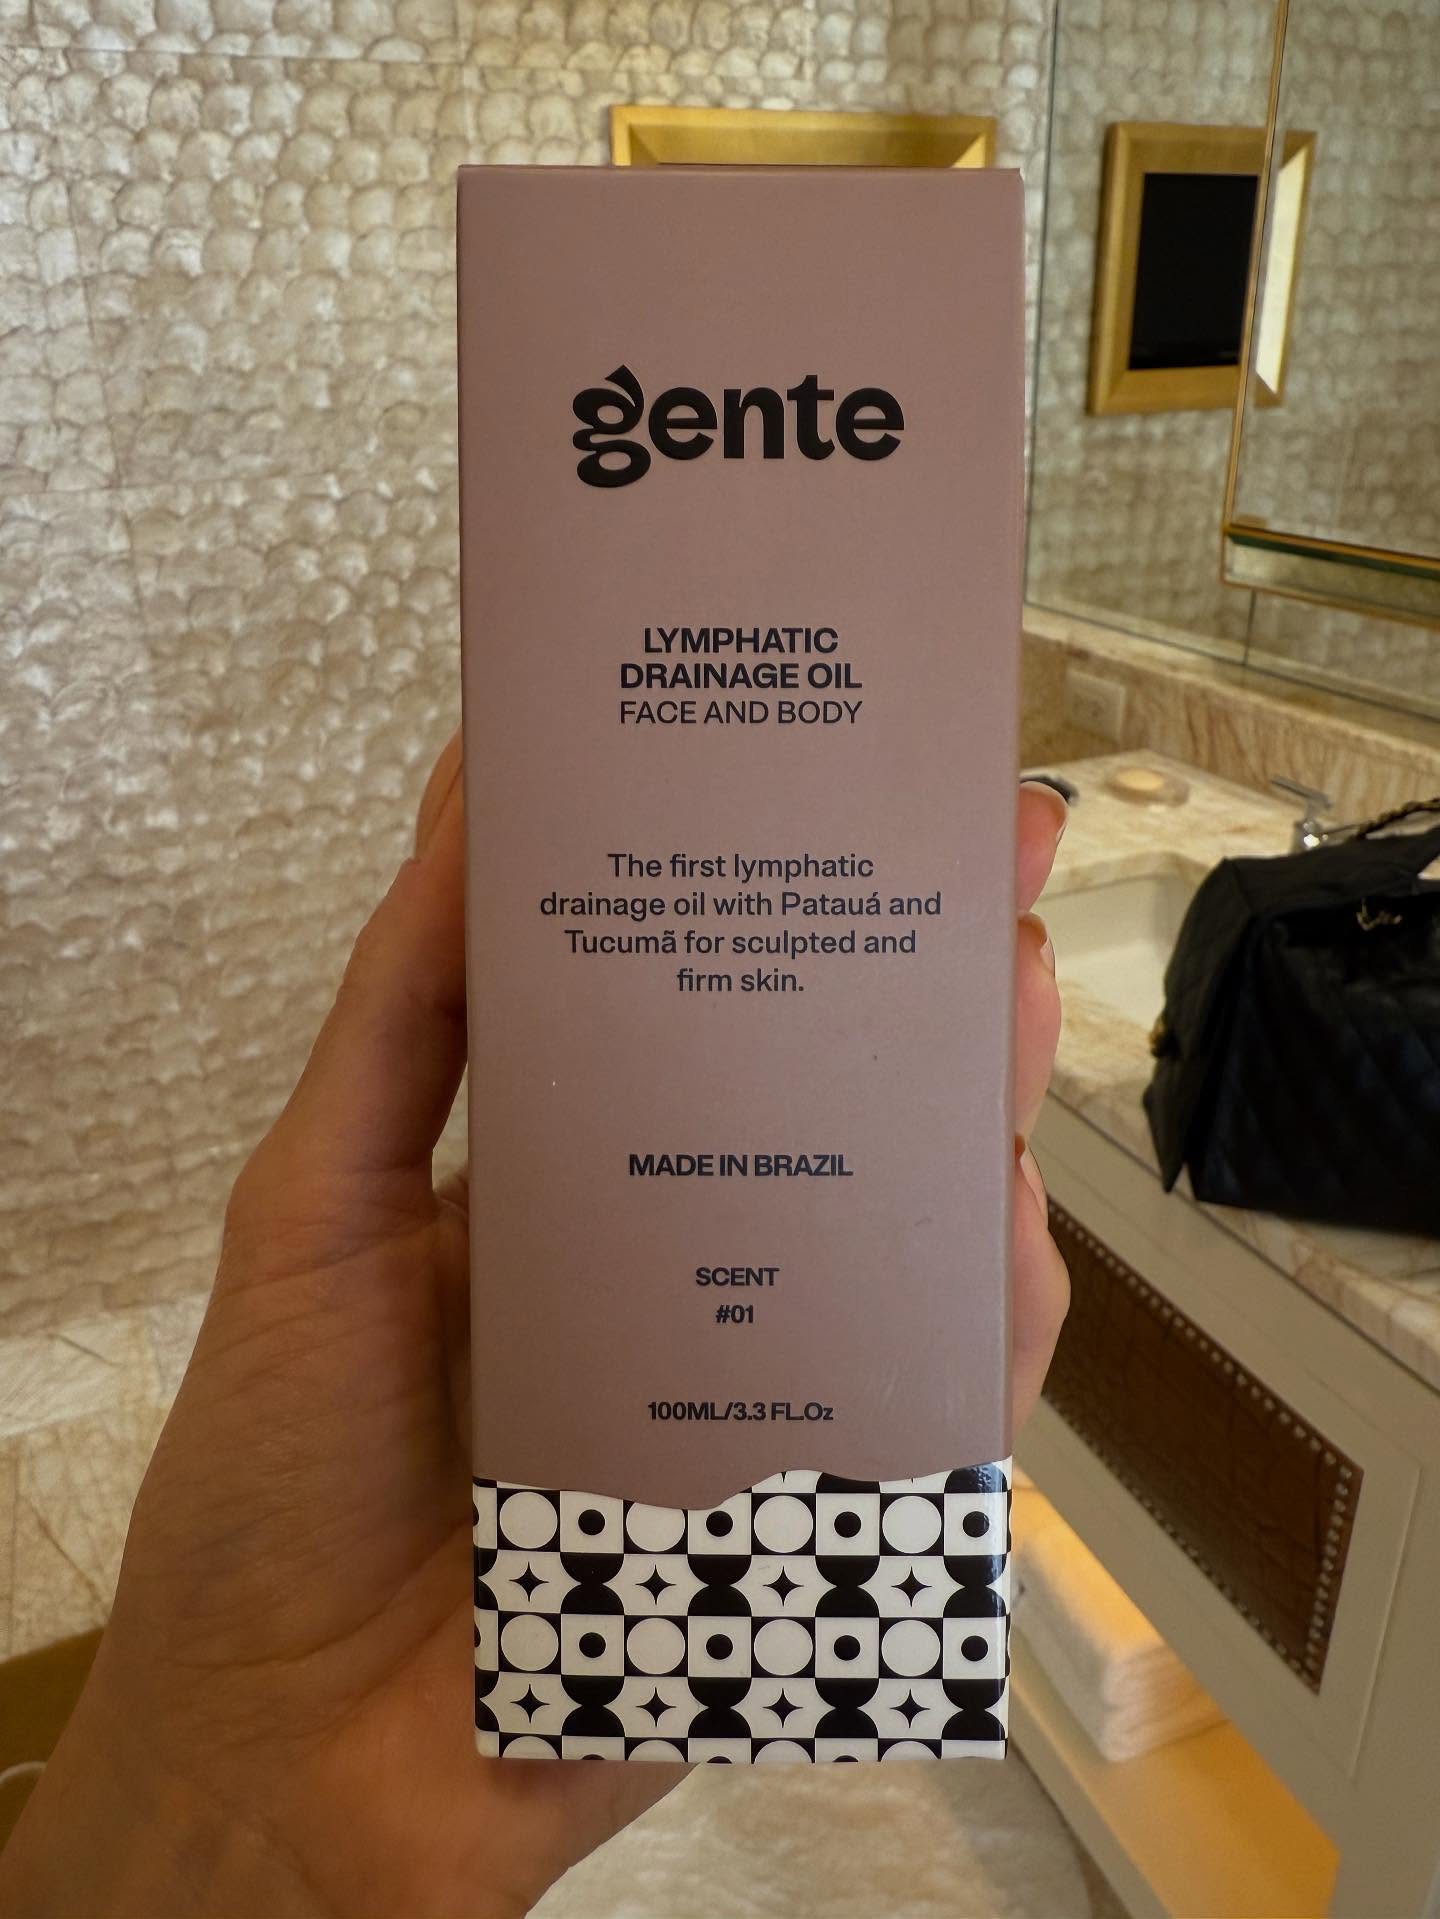 gente
LYMPHATIC
DRAINAGE OIL
FACE AND BODY
The first lymphatic
drainage oil with Patauá and
Tucumã for sculpted and
firm skin.
MADE IN BRAZIL
SCENT
#01
100ML/3.3 FL.Oz